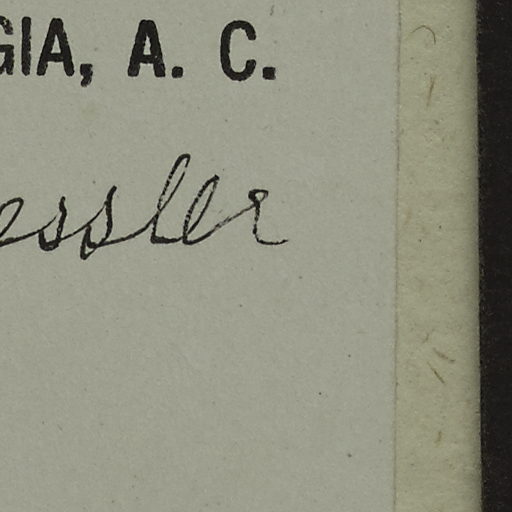 GIA, A. C.
essler